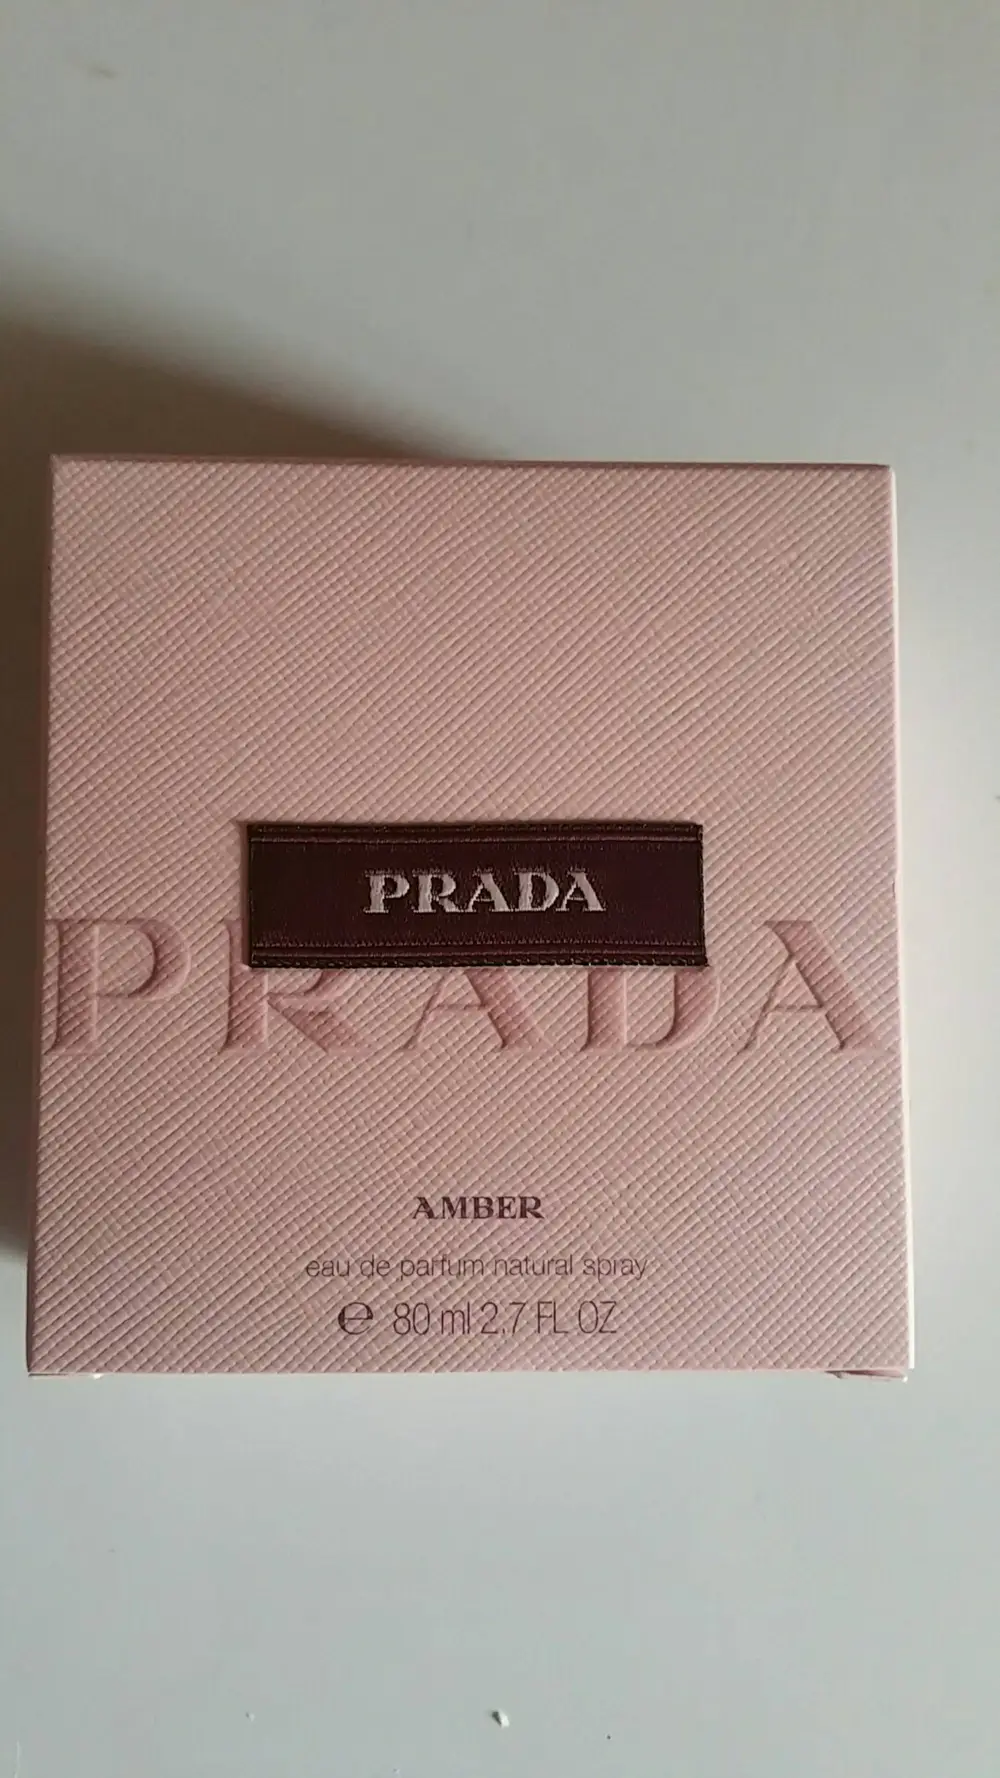 PRADA
PRADA
AMBER
eau de parfum natural spray
℮ 80 ml 2.7 FL OZ